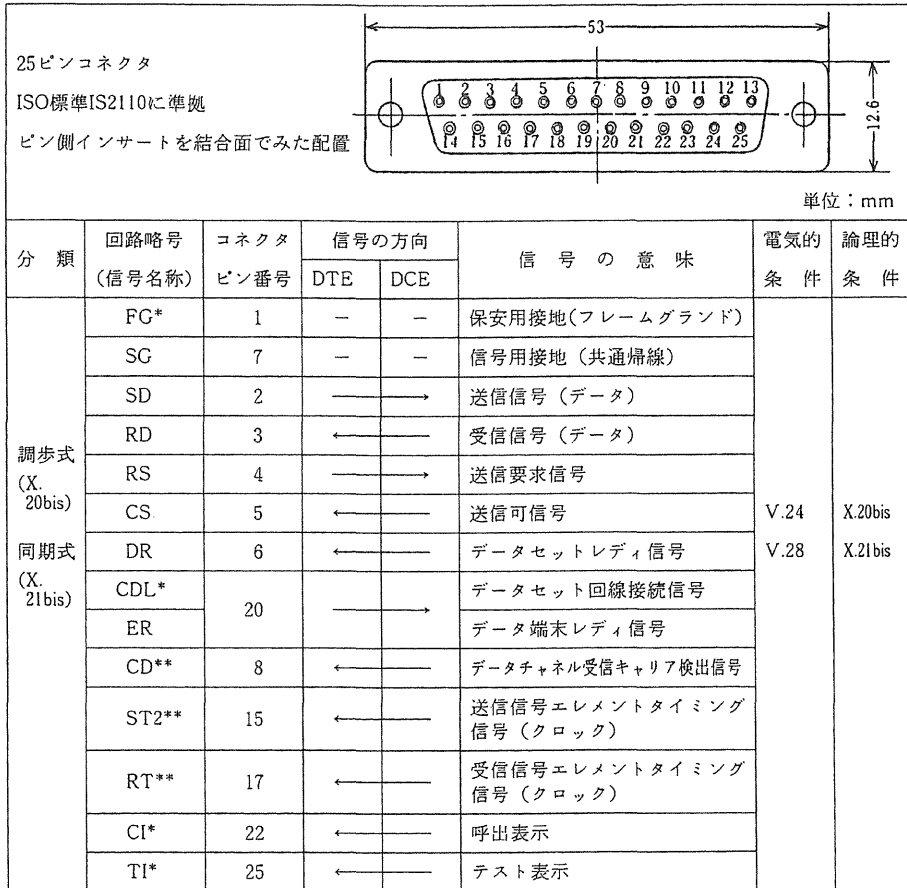 25ピンコネクタ
ISO標準IS2110に準拠
ピン側インサートを結合面でみた配置
53
1 2 3 4 5 6 7 8 9 10 11 12 13
14 15 16 17 18 19 20 21 22 23 24 25
12.6
単位：mm
分類 回路略号（信号名称） コネクタピン番号 信号の方向 DTE DCE 信号の意味 電気的条件 論理的条件
調歩式
(X.
20bis)
同期式
(X.
21bis)
FG* 1 － － 保安用接地（フレームグランド）
SG 7 － － 信号用接地（共通帰線）
SD 2 → 送信信号（データ）
RD 3 ← 受信信号（データ）
RS 4 → 送信要求信号
CS 5 ← 送信可信号
V.24 X.20bis
DR 6 ← データセットレディ信号
V.28 X.21bis
CDL* 20 → データセット回線接続信号
ER データ端末レディ信号
CD** 8 ← データチャネル受信キャリア検出信号
ST2** 15 ← 送信信号エレメントタイミング
信号（クロック）
RT** 17 ← 受信信号エレメントタイミング
信号（クロック）
CI* 22 ← 呼出表示
TI* 25 ← テスト表示